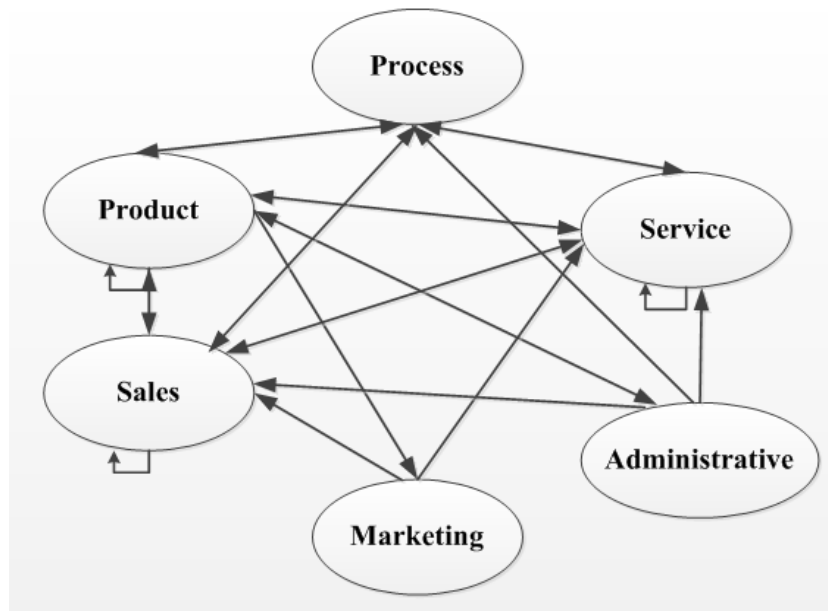 Process
Product
Service
Sales
Administrative
Marketing